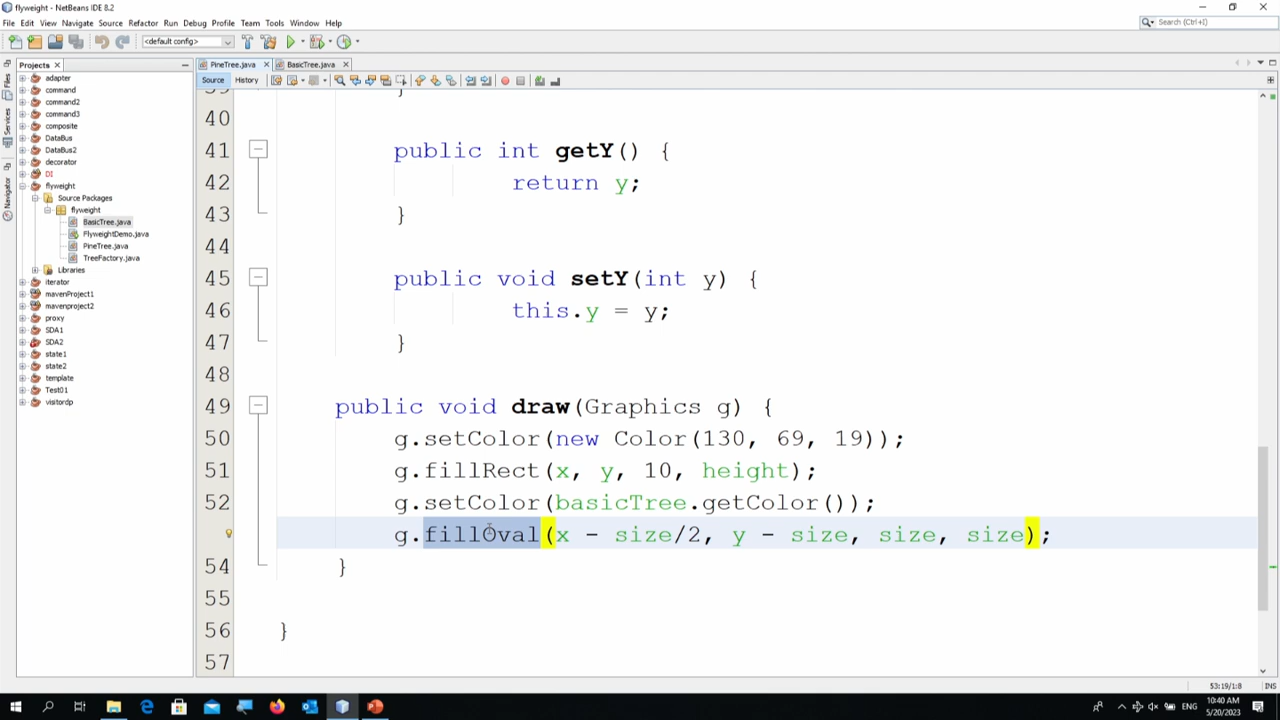 flyweight - NetBeans IDE 8.2
File Edit View Navigate Source Refactor Run Debug Profile Team Tools Window Help
Search (Ctrl+I)
<default config>
Projects
PineTree.java
BasicTree.java
Source History
Files
Services
Navigator
adapter
command
command2
command3
composite
DataBus
DataBus2
decorator
DI
flyweight
Source Packages
flyweight
BasicTree.java
FlyweightDemo.java
PineTree.java
TreeFactory.java
Libraries
iterator
mavenProject1
mavenproject2
proxy
SDA1
SDA2
state1
state2
template
Test01
visitordp
39 }
40
41 public int getY() {
42 return y;
43 }
44
45 public void setY(int y) {
46 this.y = y;
47 }
48
49 public void draw(Graphics g) {
50 g.setColor(new Color(130, 69, 19));
51 g.fillRect(x, y, 10, height);
52 g.setColor(basicTree.getColor());
g.fillOval(x - size/2, y - size, size, size);
54 }
55
56 }
57
53:19/1:8 INS
ENG
10:40 AM
5/20/2023